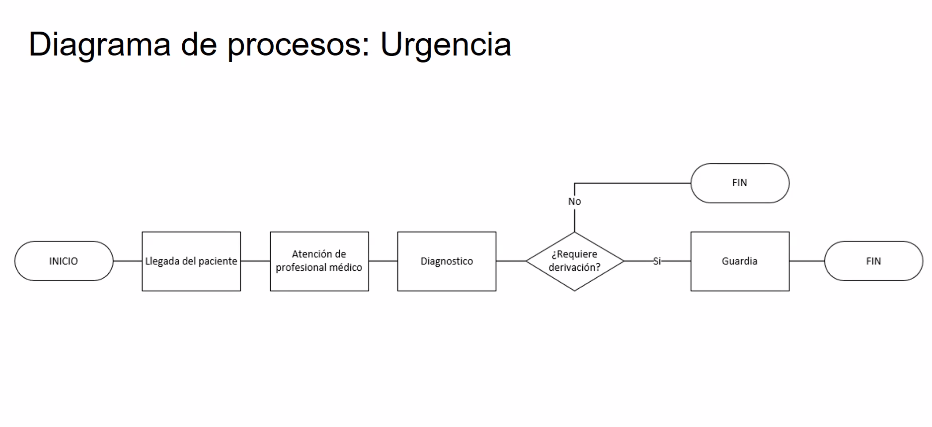 Diagrama de procesos: Urgencia
FIN
No
INICIO
Llegada del paciente
Atención de
profesional médico
Diagnostico
¿Requiere
derivación?
Si
Guardia
FIN